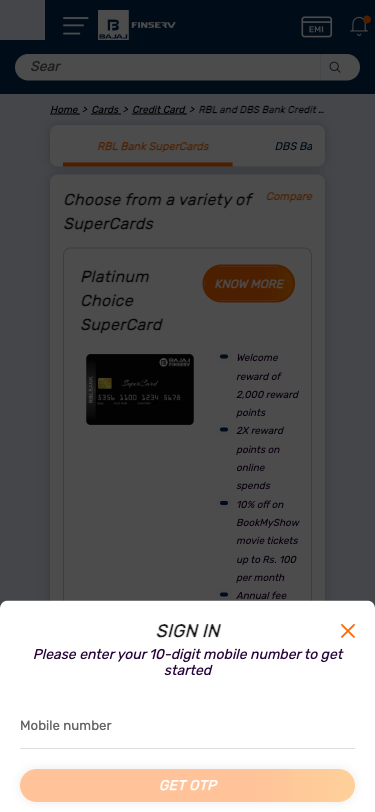 BAJAJ FINSERV
EMI
Sear
Home > Cards > Credit Card > RBL and DBS Bank Credit ...
RBL Bank SuperCards
DBS Ba
Choose from a variety of
SuperCards
Compare
Platinum
Choice
SuperCard
KNOW MORE
BAJAJ
FINSERV
RBLBANK
SuperCard
5356 1100 1234 5678
Welcome
reward of
2,000 reward
points
2X reward
points on
online
spends
10% off on
BookMyShow
movie tickets
up to Rs. 100
per month
Annual fee
SIGN IN
Please enter your 10-digit mobile number to get
started
Mobile number
GET OTP